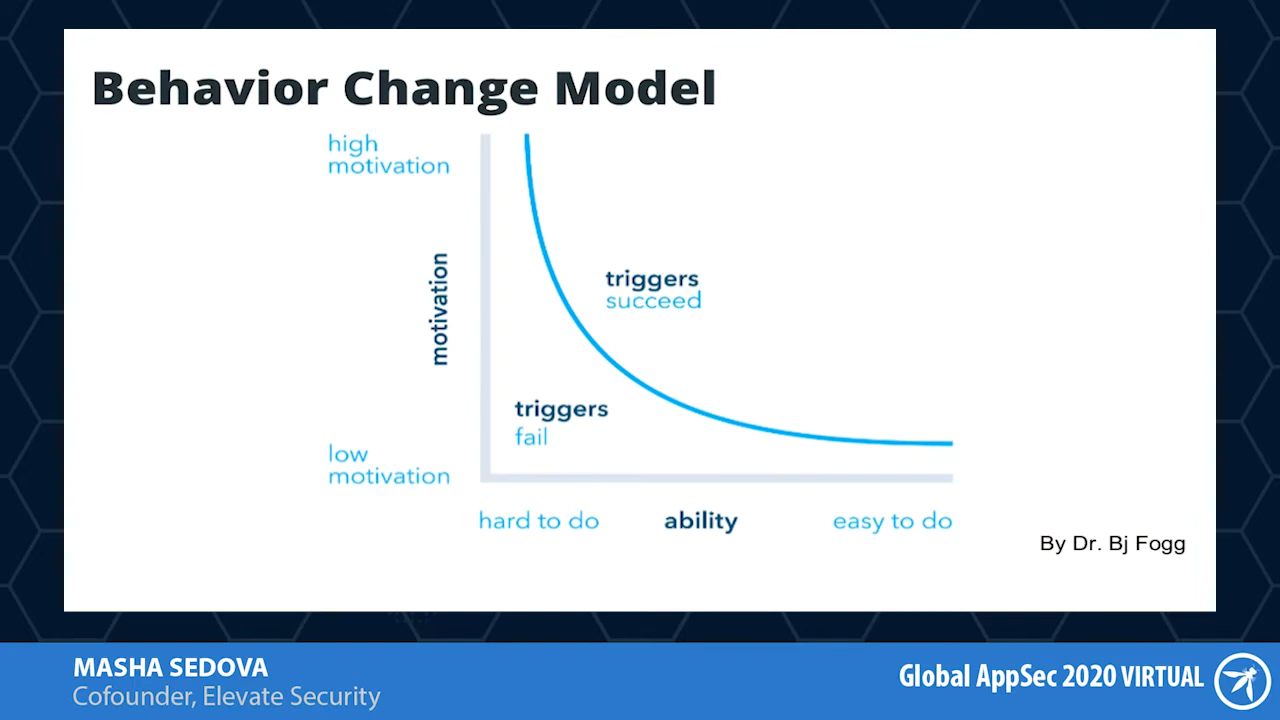 Behavior Change Model
high
motivation
motivation
triggers
succeed
triggers
fail
low
motivation
hard to do
ability
easy to do
By Dr. Bj Fogg
MASHA SEDOVA
Cofounder, Elevate Security
Global AppSec 2020 VIRTUAL